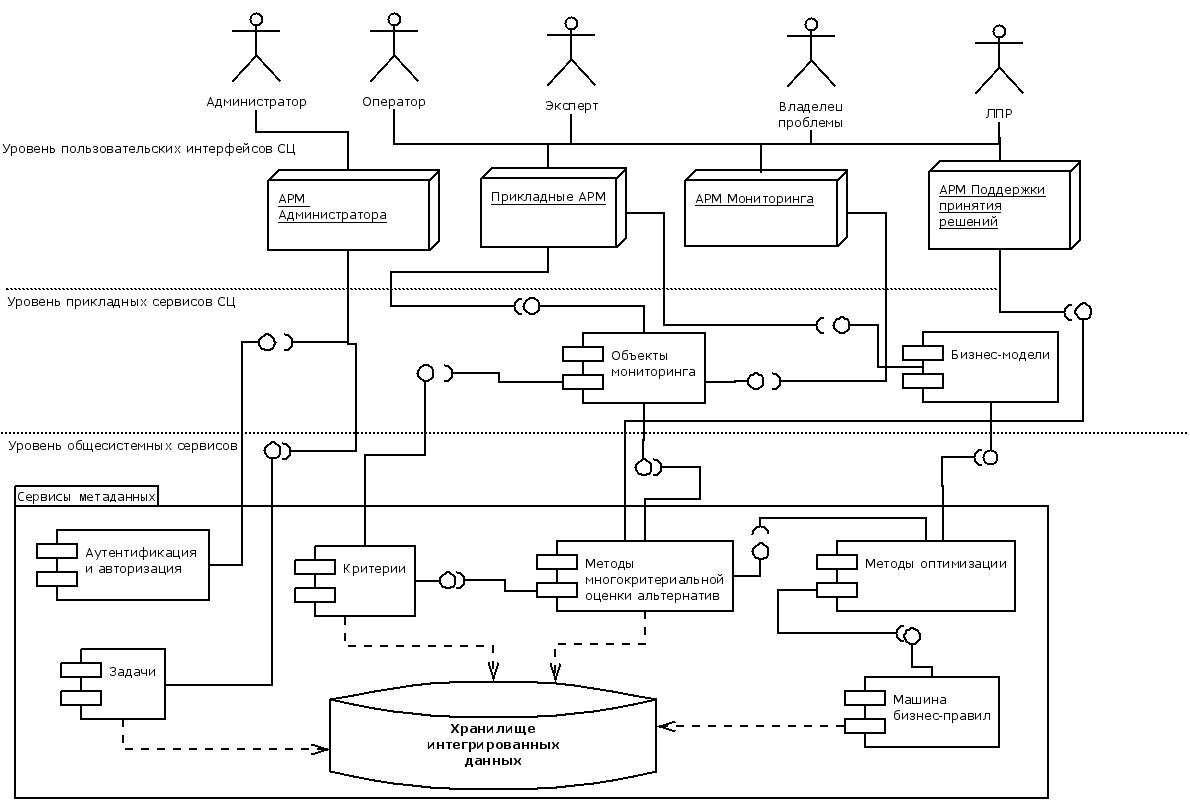 Администратор
Оператор
Эксперт
Владелец
проблемы
ЛПР
Уровень пользовательских интерфейсов СЦ
АРМ
Администратора
Прикладные АРМ
АРМ Мониторинга
АРМ Поддержки
принятия
решений
Уровень прикладных сервисов СЦ
Объекты
мониторинга
Бизнес-модели
Уровень общесистемных сервисов
Сервисы метаданных
Аутентификация
и авторизация
Критерии
Методы
многокритериальной
оценки альтернатив
Методы оптимизации
Задачи
Машина
бизнес-правил
Хранилище
интегрированных
данных